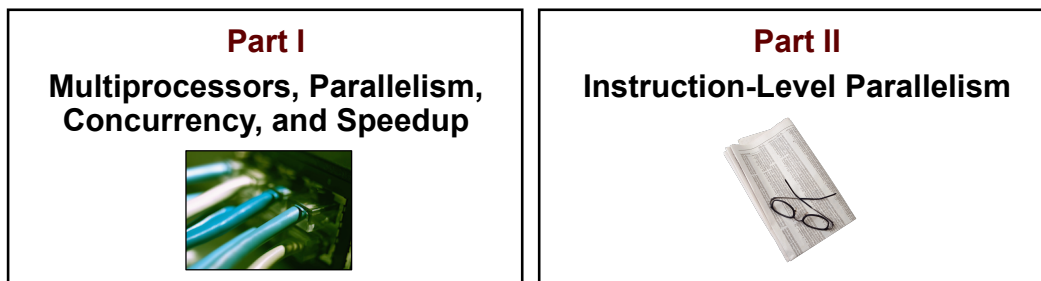 Part I
Multiprocessors, Parallelism,
Concurrency, and Speedup
Part II
Instruction-Level Parallelism